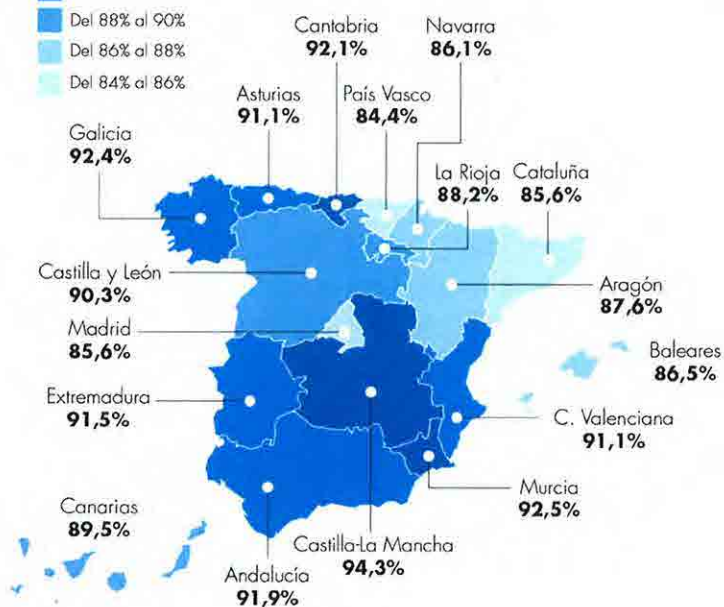 Del 88% al 90%
Del 86% al 88%
Del 84% al 86%
Cantabria
92,1%
Navarra
86,1%
Asturias
91,1%
País Vasco
84,4%
Galicia
92,4%
La Rioja
88,2%
Cataluña
85,6%
Castilla y León
90,3%
Aragón
87,6%
Madrid
85,6%
Baleares
86,5%
Extremadura
91,5%
C. Valenciana
91,1%
Murcia
92,5%
Canarias
89,5%
Castilla-La Mancha
94,3%
Andalucía
91,9%